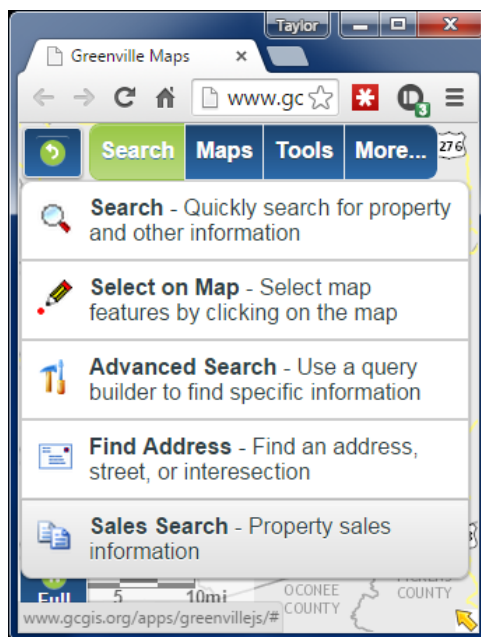 Taylor
Greenville Maps
www.gc
3
Search Maps Tools More... 276
Search - Quickly search for property
and other information
Select on Map - Select map
features by clicking on the map
Advanced Search - Use a query
builder to find specific information
Find Address - Find an address,
street, or interesection
Sales Search - Property sales
information
Full 5 10mi
OCONEE
COUNTY
COUNTY
www.gcgis.org/apps/greenvillejs/#